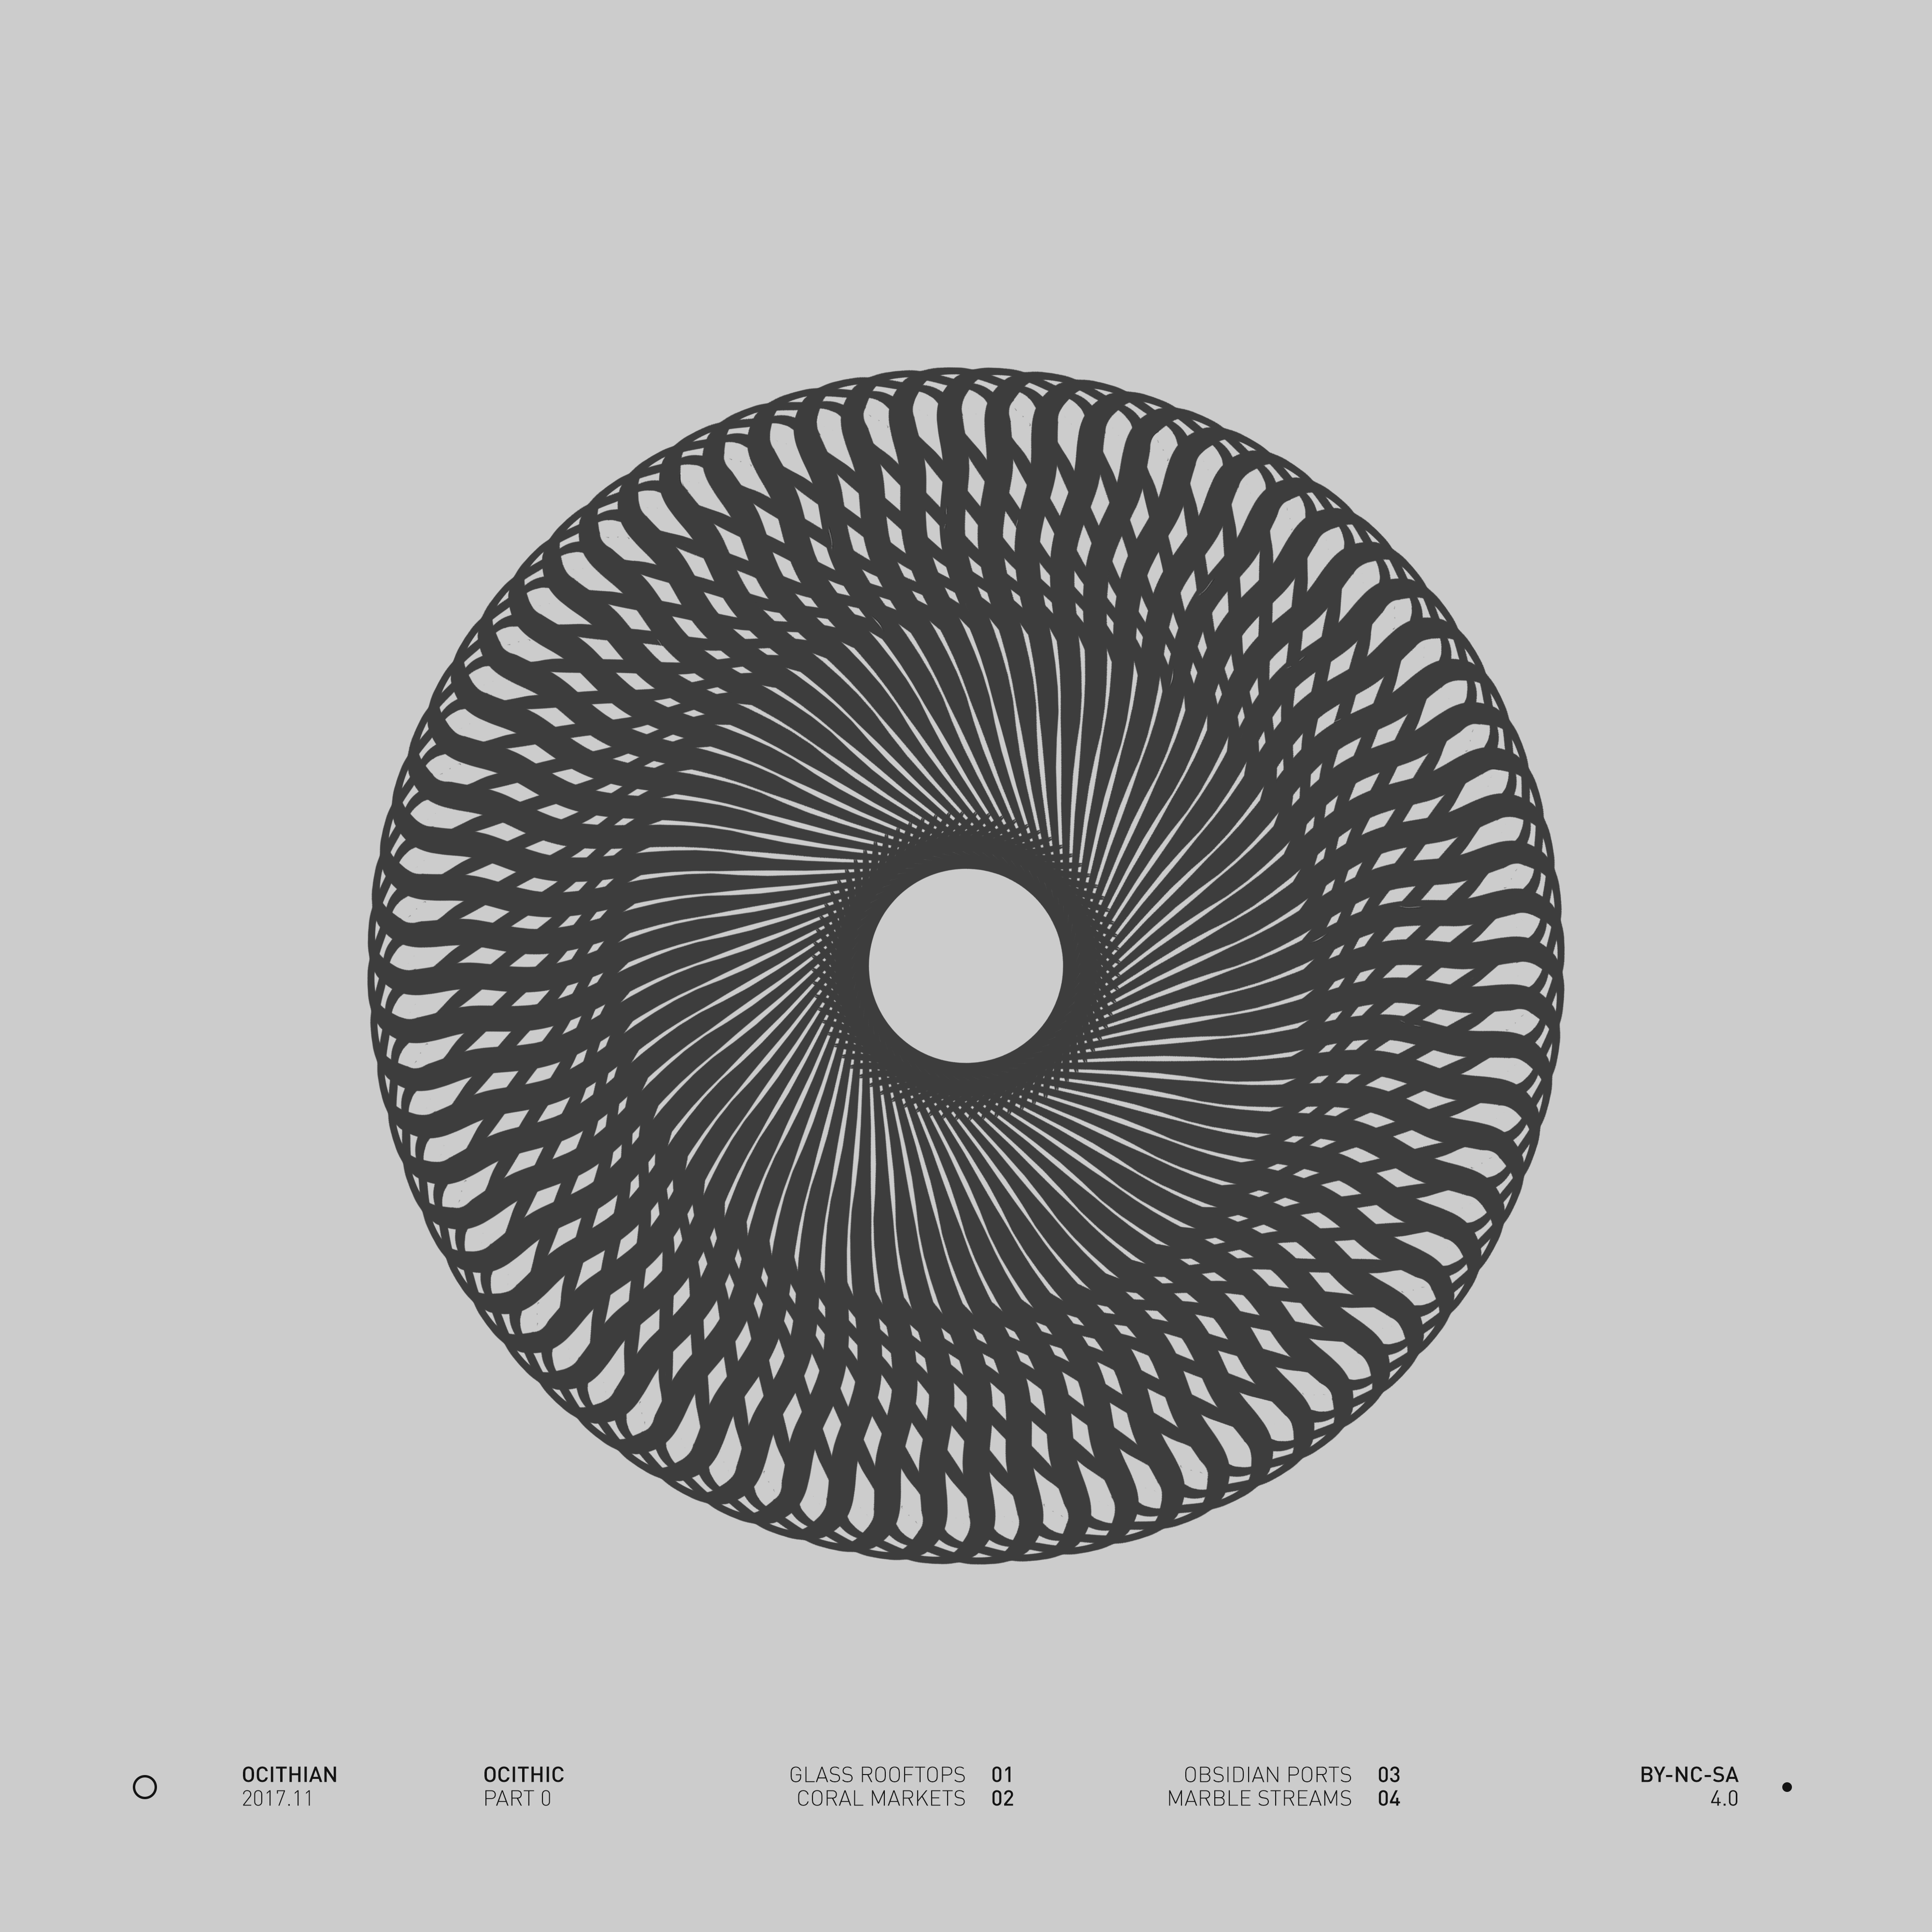 OCITHIAN
2017.11
OCITHIC
PART 0
GLASS ROOFTOPS 01
CORAL MARKETS 02
OBSIDIAN PORTS 03
MARBLE STREAMS 04
BY-NC-SA
4.0